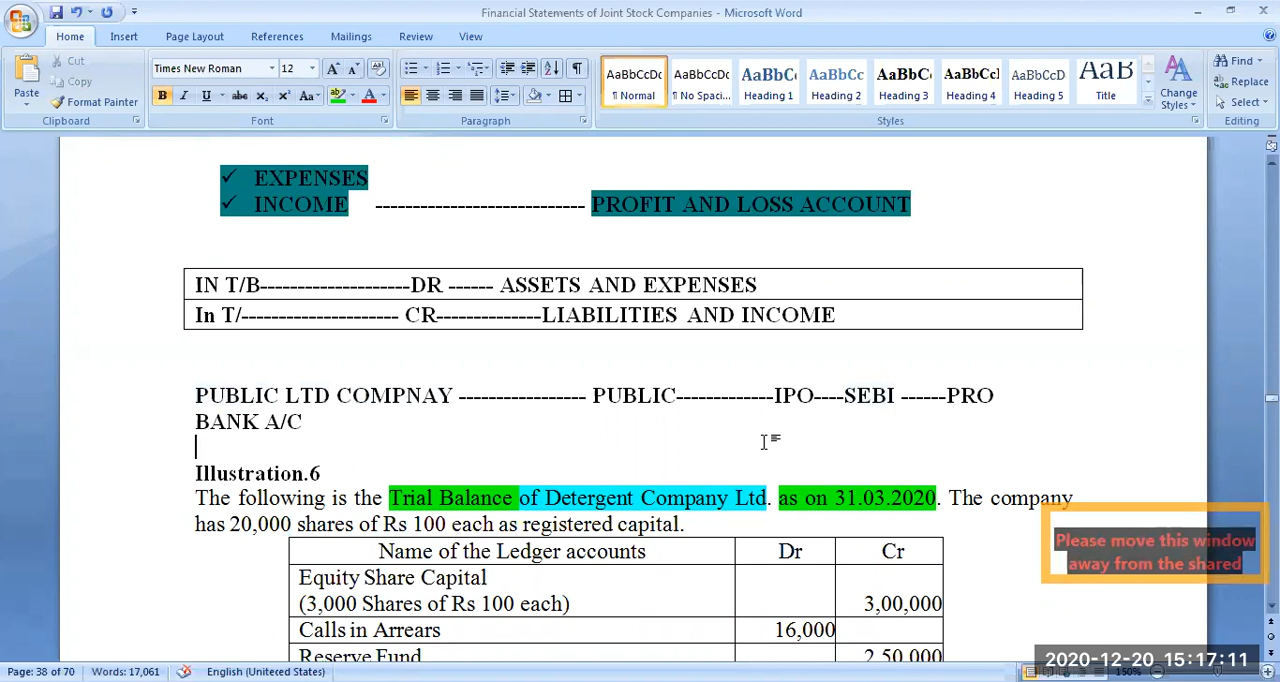 Financial Statements of Joint Stock Companies - Microsoft Word
Home Insert Page Layout References Mailings Review View
Paste
Cut
Copy
Format Painter
Clipboard
Times New Roman 12
Font
Paragraph
AaBbCcDc AaBbCcDc AaBbC AaBbCc AaBbCc AaBbCcI AaBbCcD AaB
¶ Normal ¶ No Spaci... Heading 1 Heading 2 Heading 3 Heading 4 Heading 5 Title
Change Styles
Styles
Find
Replace
Select
Editing
✓ EXPENSES
✓ INCOME ---------------------------- PROFIT AND LOSS ACCOUNT
IN T/B--------------------DR ------ ASSETS AND EXPENSES
In T/--------------------- CR--------------LIABILITIES AND INCOME
PUBLIC LTD COMPNAY ----------------- PUBLIC-------------IPO----SEBI ------PRO
BANK A/C
Illustration.6
The following is the Trial Balance of Detergent Company Ltd. as on 31.03.2020. The company
has 20,000 shares of Rs 100 each as registered capital.
Name of the Ledger accounts Dr Cr
Equity Share Capital
(3,000 Shares of Rs 100 each) 3,00,000
Calls in Arrears 16,000
Reserve Fund 2,50,000
Please move this window
away from the shared
Page: 38 of 70 Words: 17,061 English (Unitered States) 150%
2020-12-20 15:17:11